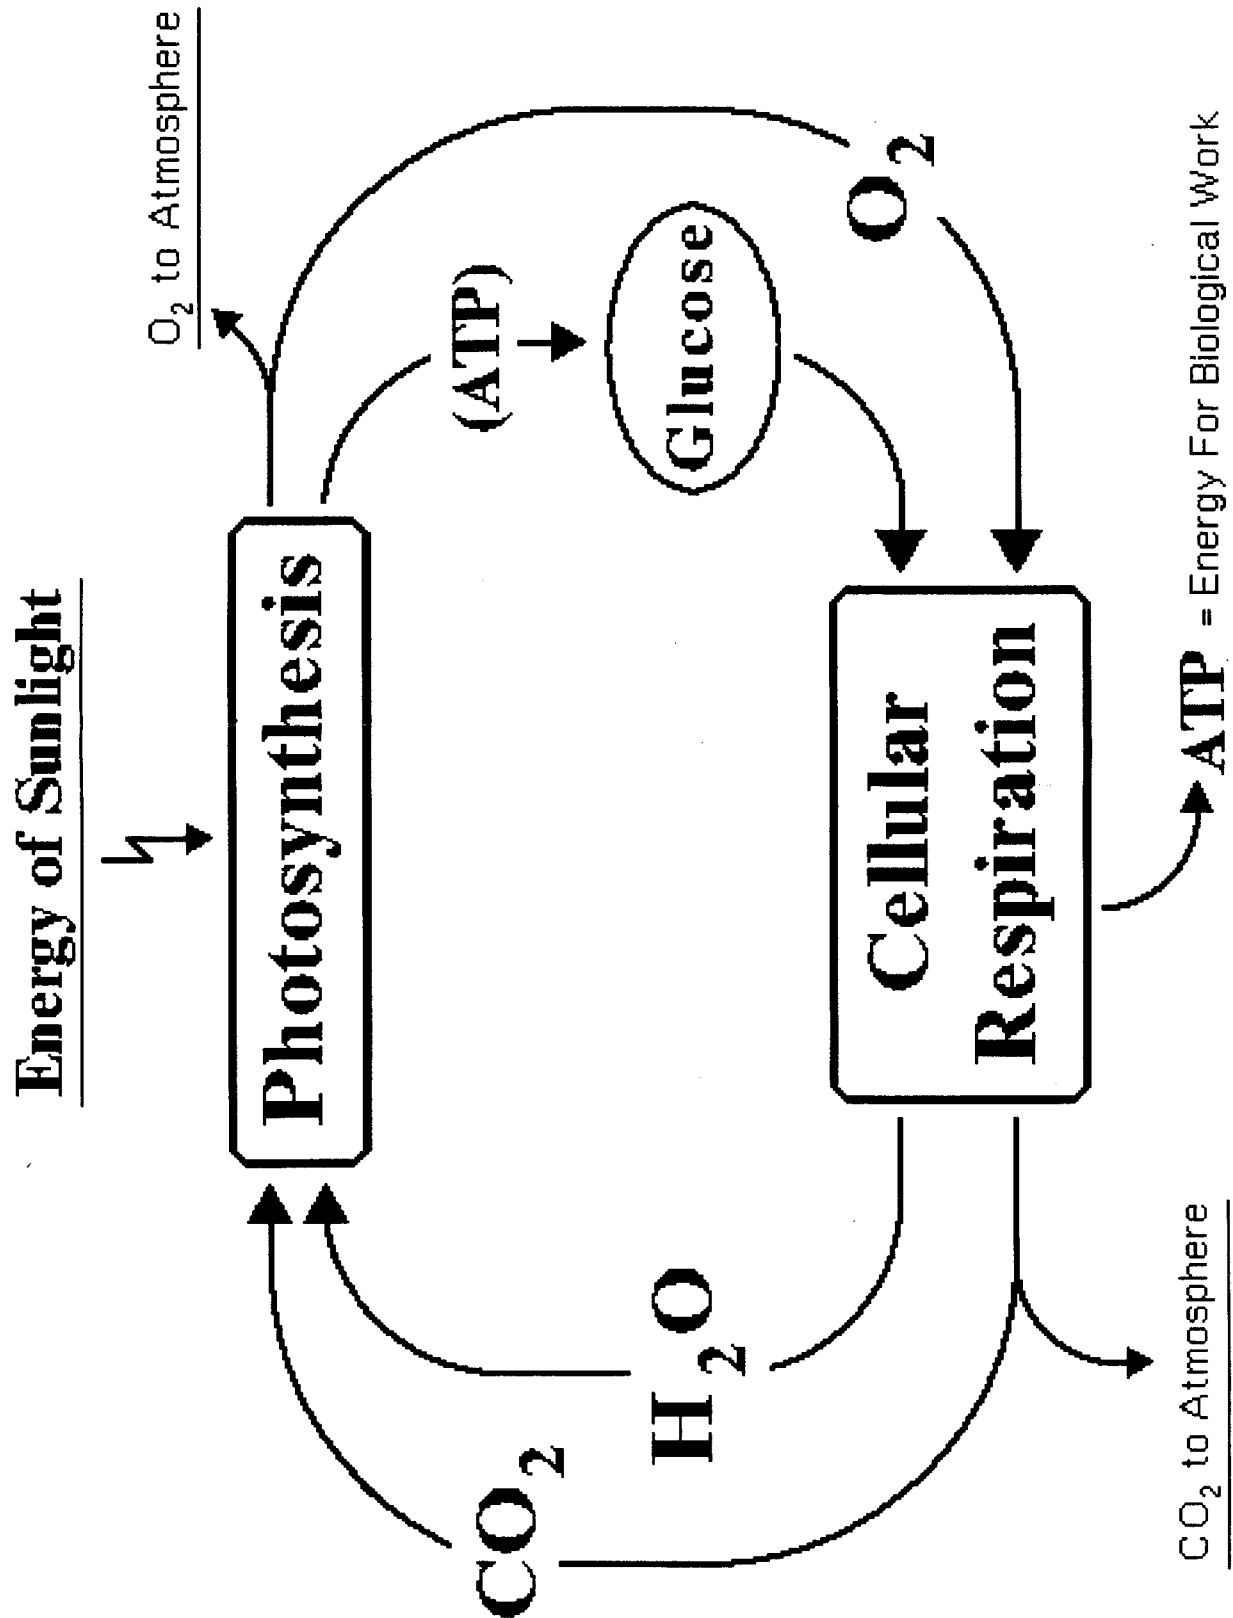 Energy of Sunlight
O₂ to Atmosphere
Photosynthesis
CO₂
(ATP)
H₂O
Glucose
O₂
Cellular
Respiration
CO₂ to Atmosphere
ATP = Energy For Biological Work